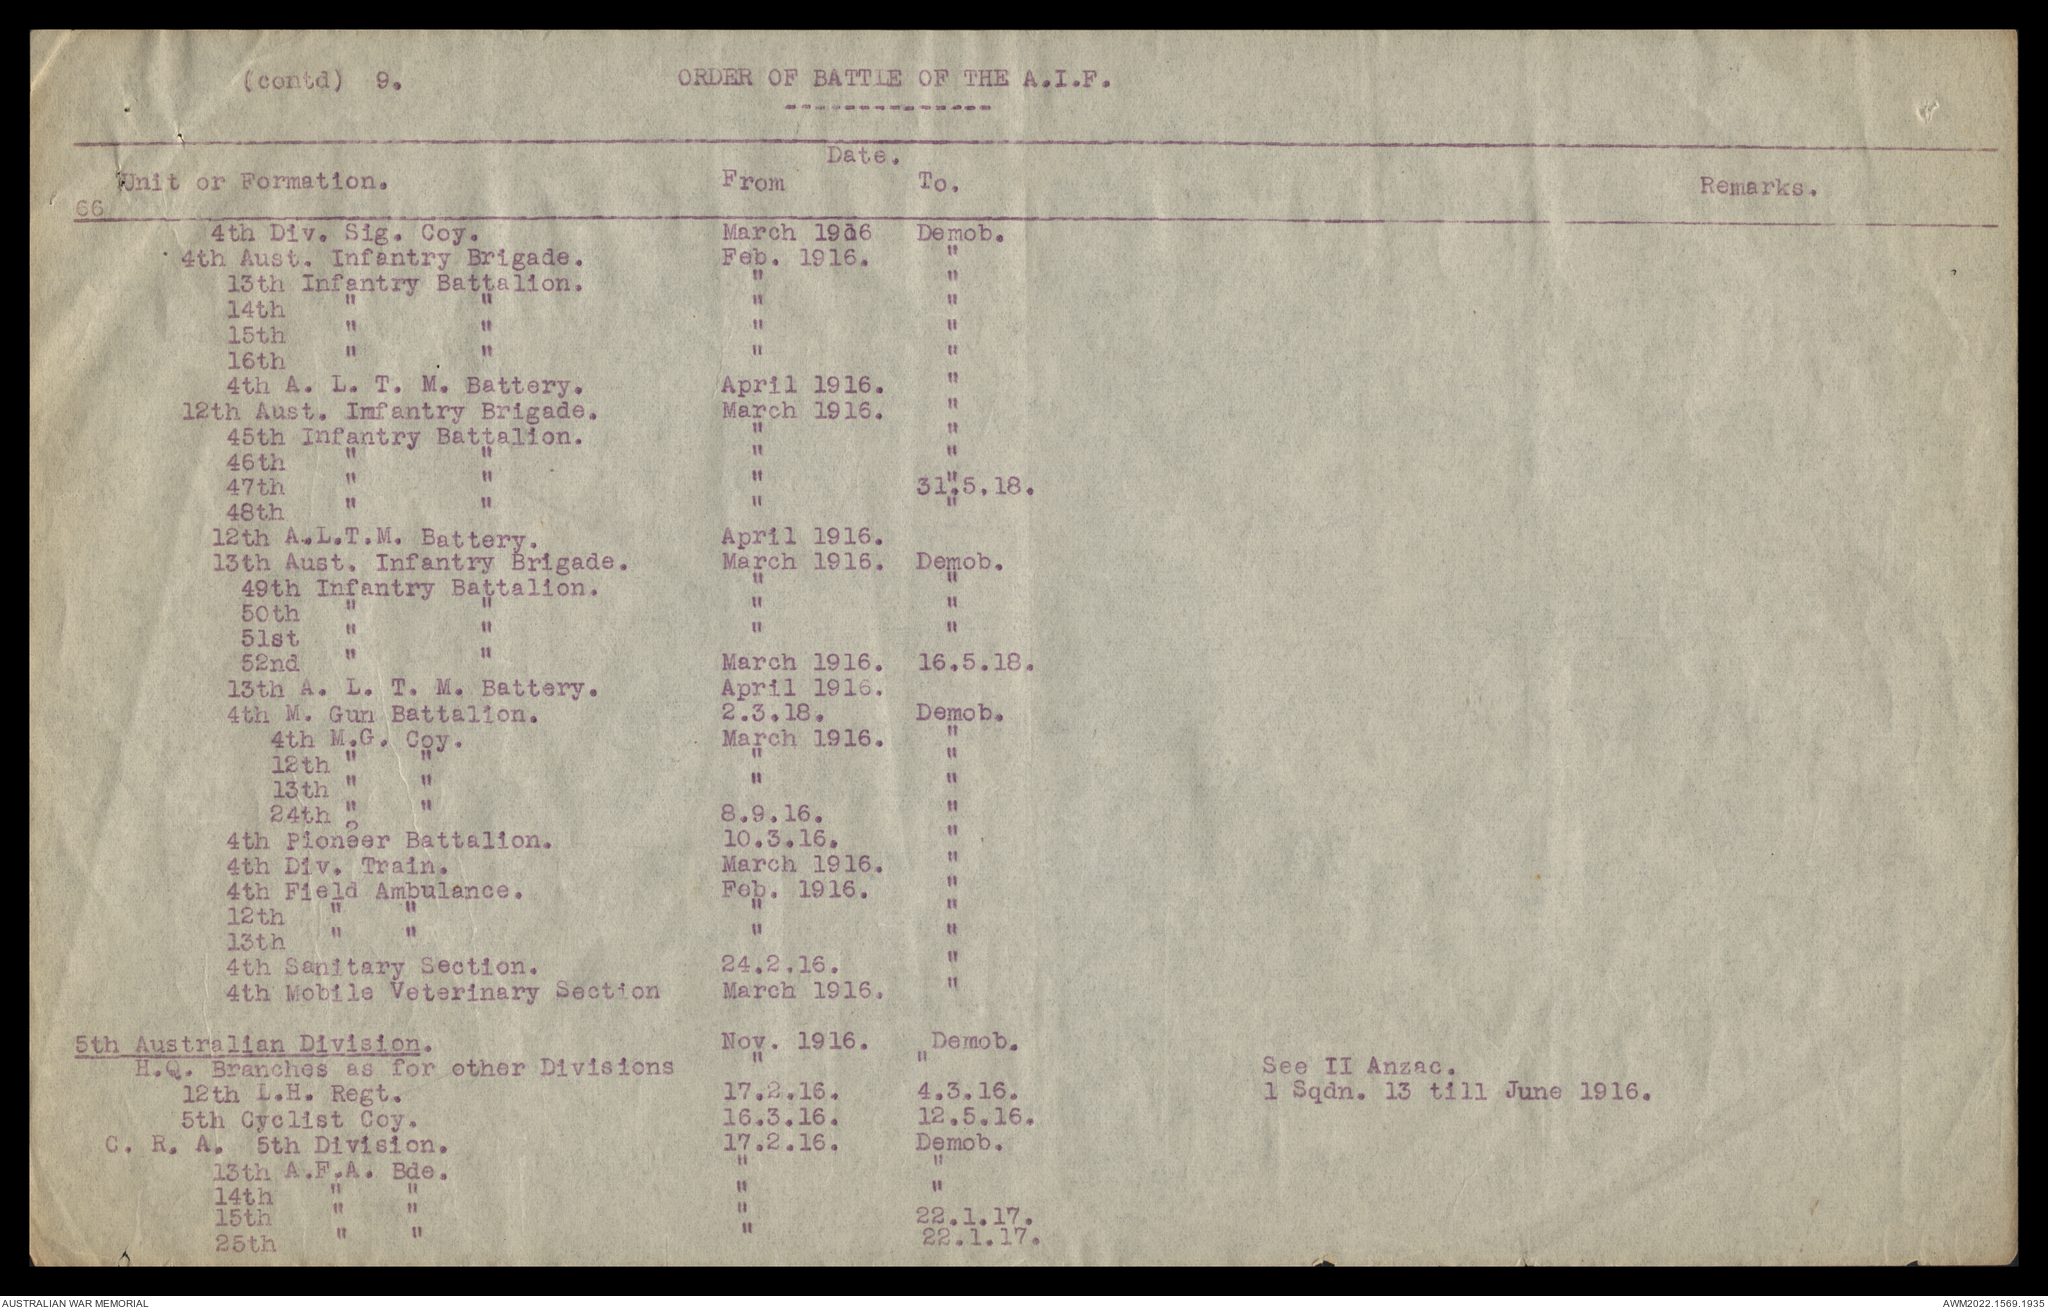 (contd) 9. ORDER OF BATTLE OF THE A.I.F.
---------------
Date.
Unit or Formation. From To. Remarks.
66
4th Div. Sig. Coy. March 1916 Demob.
4th Aust. Infantry Brigade. Feb. 1916. "
13th Infantry Battalion. " "
14th " " " "
15th " " " "
16th " " " "
4th A. L. T. M. Battery. April 1916. "
12th Aust. Imfantry Brigade. March 1916. "
45th Infantry Battalion. " "
46th " " " "
47th " " " 31.5.18.
48th " " " "
12th A.L.T.M. Battery. April 1916.
13th Aust. Infantry Brigade. March 1916. Demob.
49th Infantry Battalion. " "
50th " " " "
51st " " " "
52nd " " March 1916. 16.5.18.
13th A. L. T. M. Battery. April 1916.
4th M. Gun Battalion. 2.3.18. Demob.
4th M.G. Coy. March 1916. "
12th " " " "
13th " " " "
24th " " 8.9.16. "
4th Pioneer Battalion. 10.3.16. "
4th Div. Train. March 1916. "
4th Field Ambulance. Feb. 1916. "
12th " " " "
13th " " " "
4th Sanitary Section. 24.2.16. "
4th Mobile Veterinary Section March 1916. "
5th Australian Division. Nov. 1916. Demob.
H.Q. Branches as for other Divisions " " See II Anzac.
12th L.H. Regt. 17.2.16. 4.3.16. 1 Sqdn. 13 till June 1916.
5th Cyclist Coy. 16.3.16. 12.5.16.
C. R. A. 5th Division. 17.2.16. Demob.
13th A.F.A. Bde. " "
14th " " " "
15th " " " 22.1.17.
25th " " " 22.1.17.
AUSTRALIAN WAR MEMORIAL AWM2022.1569.1935